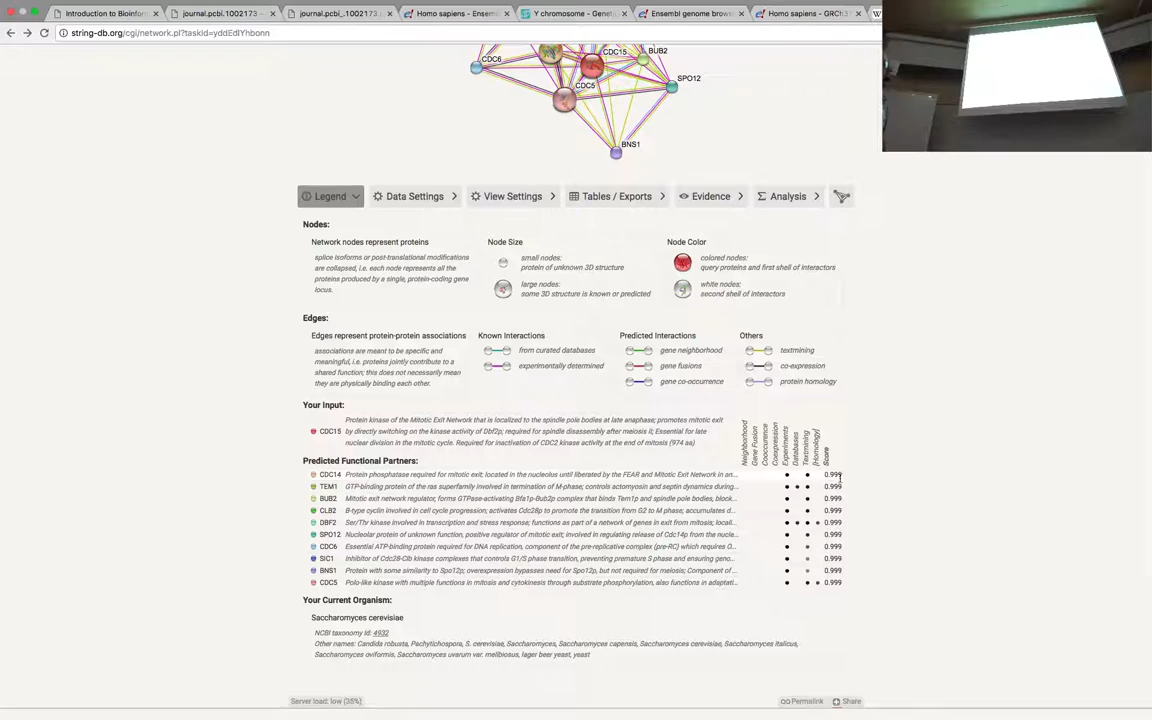 Introduction to Bioinforn
journal.pcbi.1002173
journal.pcbi_.1002173.p
Homo sapiens - Ensem
Y chromosome - Geneti
Ensembl genome brows
Homo sapiens - GRCh3
W
string-db.org/cgi/network.pl?taskId=yddEdIYhbonn
CDC6
CDC15
BUB2
SPO12
CDC5
BNS1
Legend
Data Settings
View Settings
Tables / Exports
Evidence
Analysis
Nodes:
Network nodes represent proteins
splice isoforms or post-translational modifications
are collapsed, i.e. each node represents all the
proteins produced by a single, protein-coding gene
locus.
Node Size
small nodes:
protein of unknown 3D structure
large nodes:
some 3D structure is known or predicted
Node Color
colored nodes:
query proteins and first shell of interactors
white nodes:
second shell of interactors
Edges:
Edges represent protein-protein associations
associations are meant to be specific and
meaningful, i.e. proteins jointly contribute to a
shared function; this does not necessarily mean
they are physically binding each other.
Known Interactions
from curated databases
experimentally determined
Predicted Interactions
gene neighborhood
gene fusions
gene co-occurrence
Others
textmining
co-expression
protein homology
Your Input:
CDC15
Protein kinase of the Mitotic Exit Network that is localized to the spindle pole bodies at late anaphase; promotes mitotic exit
by directly switching on the kinase activity of Dbf2p; required for spindle disassembly after meiosis II; Essential for late
nuclear division in the mitotic cycle. Required for inactivation of CDC2 kinase activity at the end of mitosis (974 aa)
Neighborhood
Gene Fusion
Cooccurence
Coexpression
Experiments
Databases
Textmining
[Homology]
Score
Predicted Functional Partners:
CDC14 Protein phosphatase required for mitotic exit; located in the nucleolus until liberated by the FEAR and Mitotic Exit Network in an... 0.999
TEM1 GTP-binding protein of the ras superfamily involved in termination of M-phase; controls actomyosin and septin dynamics during... 0.999
BUB2 Mitotic exit network regulator, forms GTPase-activating Bfa1p-Bub2p complex that binds Tem1p and spindle pole bodies, block... 0.999
CLB2 B-type cyclin involved in cell cycle progression; activates Cdc28p to promote the transition from G2 to M phase; accumulates d... 0.999
DBF2 Ser/Thr kinase involved in transcription and stress response; functions as part of a network of genes in exit from mitosis; locali... 0.999
SPO12 Nucleolar protein of unknown function, positive regulator of mitotic exit; involved in regulating release of Cdc14p from the nucle... 0.999
CDC6 Essential ATP-binding protein required for DNA replication, component of the pre-replicative complex (pre-RC) which requires O... 0.999
SIC1 Inhibitor of Cdc28-Clb kinase complexes that controls G1/S phase transition, preventing premature S phase and ensuring geno... 0.999
BNS1 Protein with some similarity to Spo12p; overexpression bypasses need for Spo12p, but not required for meiosis; Component of ... 0.999
CDC5 Polo-like kinase with multiple functions in mitosis and cytokinesis through substrate phosphorylation, also functions in adaptati... 0.999
Your Current Organism:
Saccharomyces cerevisiae
NCBI taxonomy Id: 4932
Other names: Candida robusta, Pachytichospora, S. cerevisiae, Saccharomyces, Saccharomyces capensis, Saccharomyces cerevisiae, Saccharomyces italicus,
Saccharomyces oviformis, Saccharomyces uvarum var. melibiosus, lager beer yeast, yeast
Server load: low (35%)
Permalink
Share